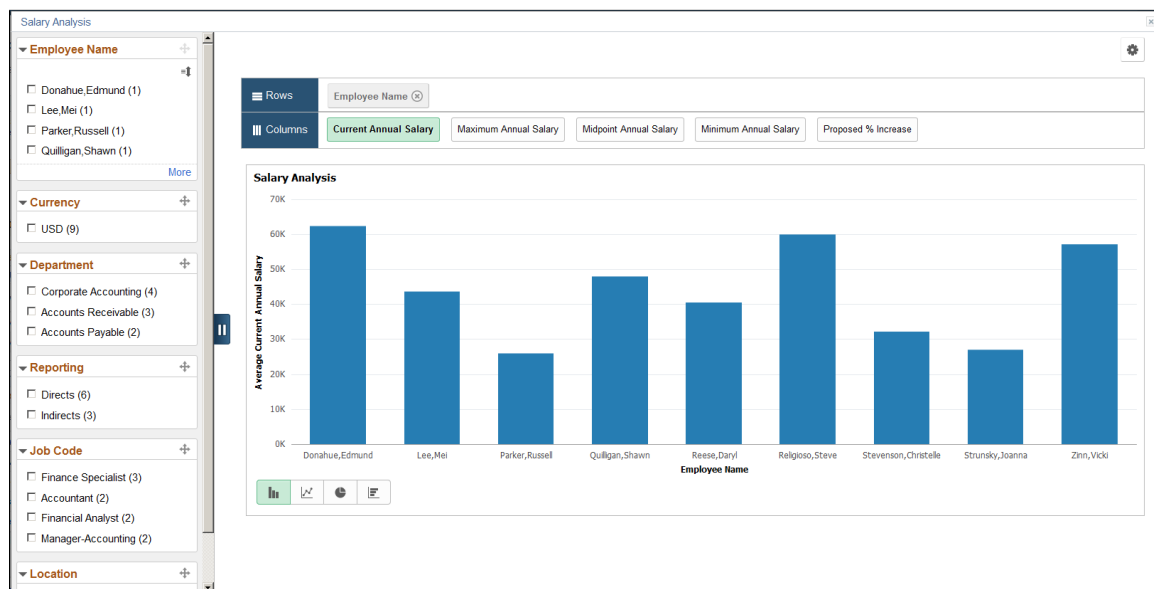 Salary Analysis
Employee Name
Donahue,Edmund (1)
Lee,Mei (1)
Parker,Russell (1)
Quilligan,Shawn (1)
More
Currency
USD (9)
Department
Corporate Accounting (4)
Accounts Receivable (3)
Accounts Payable (2)
Reporting
Directs (6)
Indirects (3)
Job Code
Finance Specialist (3)
Accountant (2)
Financial Analyst (2)
Manager-Accounting (2)
Location
Rows Employee Name
Columns Current Annual Salary Maximum Annual Salary Midpoint Annual Salary Minimum Annual Salary Proposed % Increase
Salary Analysis
Average Current Annual Salary
70K
60K
50K
40K
30K
20K
10K
0K
Donahue,Edmund Lee,Mei Parker,Russell Quilligan,Shawn Reese,Daryl Religioso,Steve Stevenson,Christelle Strunsky,Joanna Zinn,Vicki
Employee Name